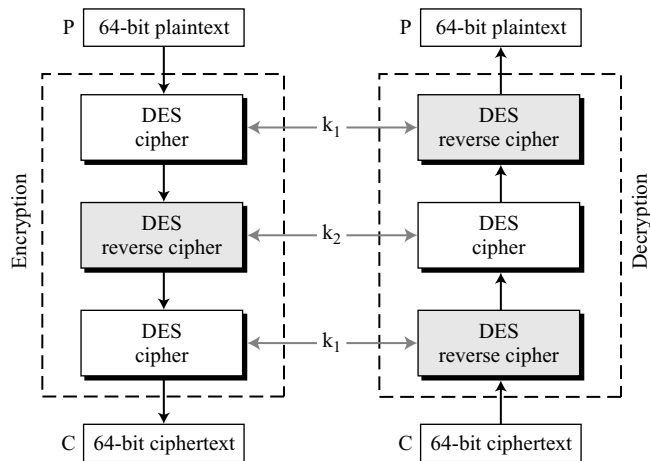 P 64-bit plaintext P 64-bit plaintext
Encryption
DES
cipher
k1
DES
reverse cipher
DES
reverse cipher
k2
DES
cipher
DES
cipher
k1
DES
reverse cipher
Decryption
C 64-bit ciphertext C 64-bit ciphertext